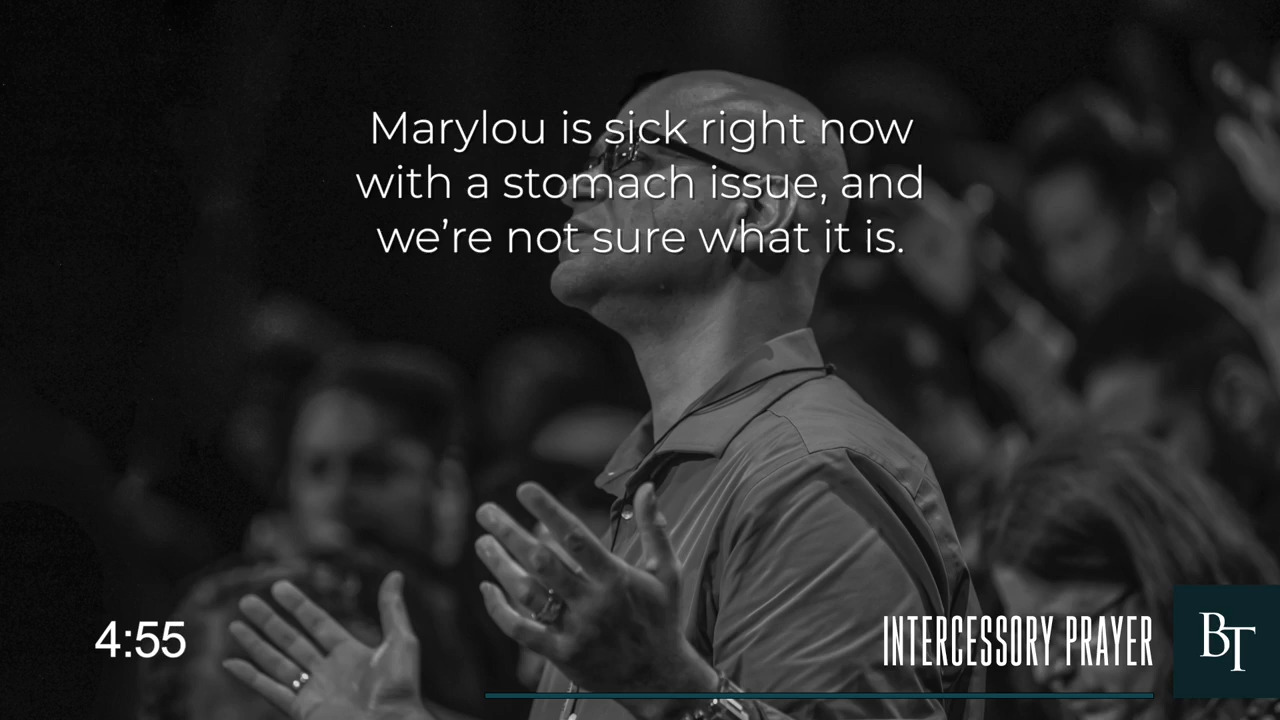 Marylou is sick right now
with a stomach issue, and
we’re not sure what it is.
4:55
INTERCESSORY PRAYER
BT